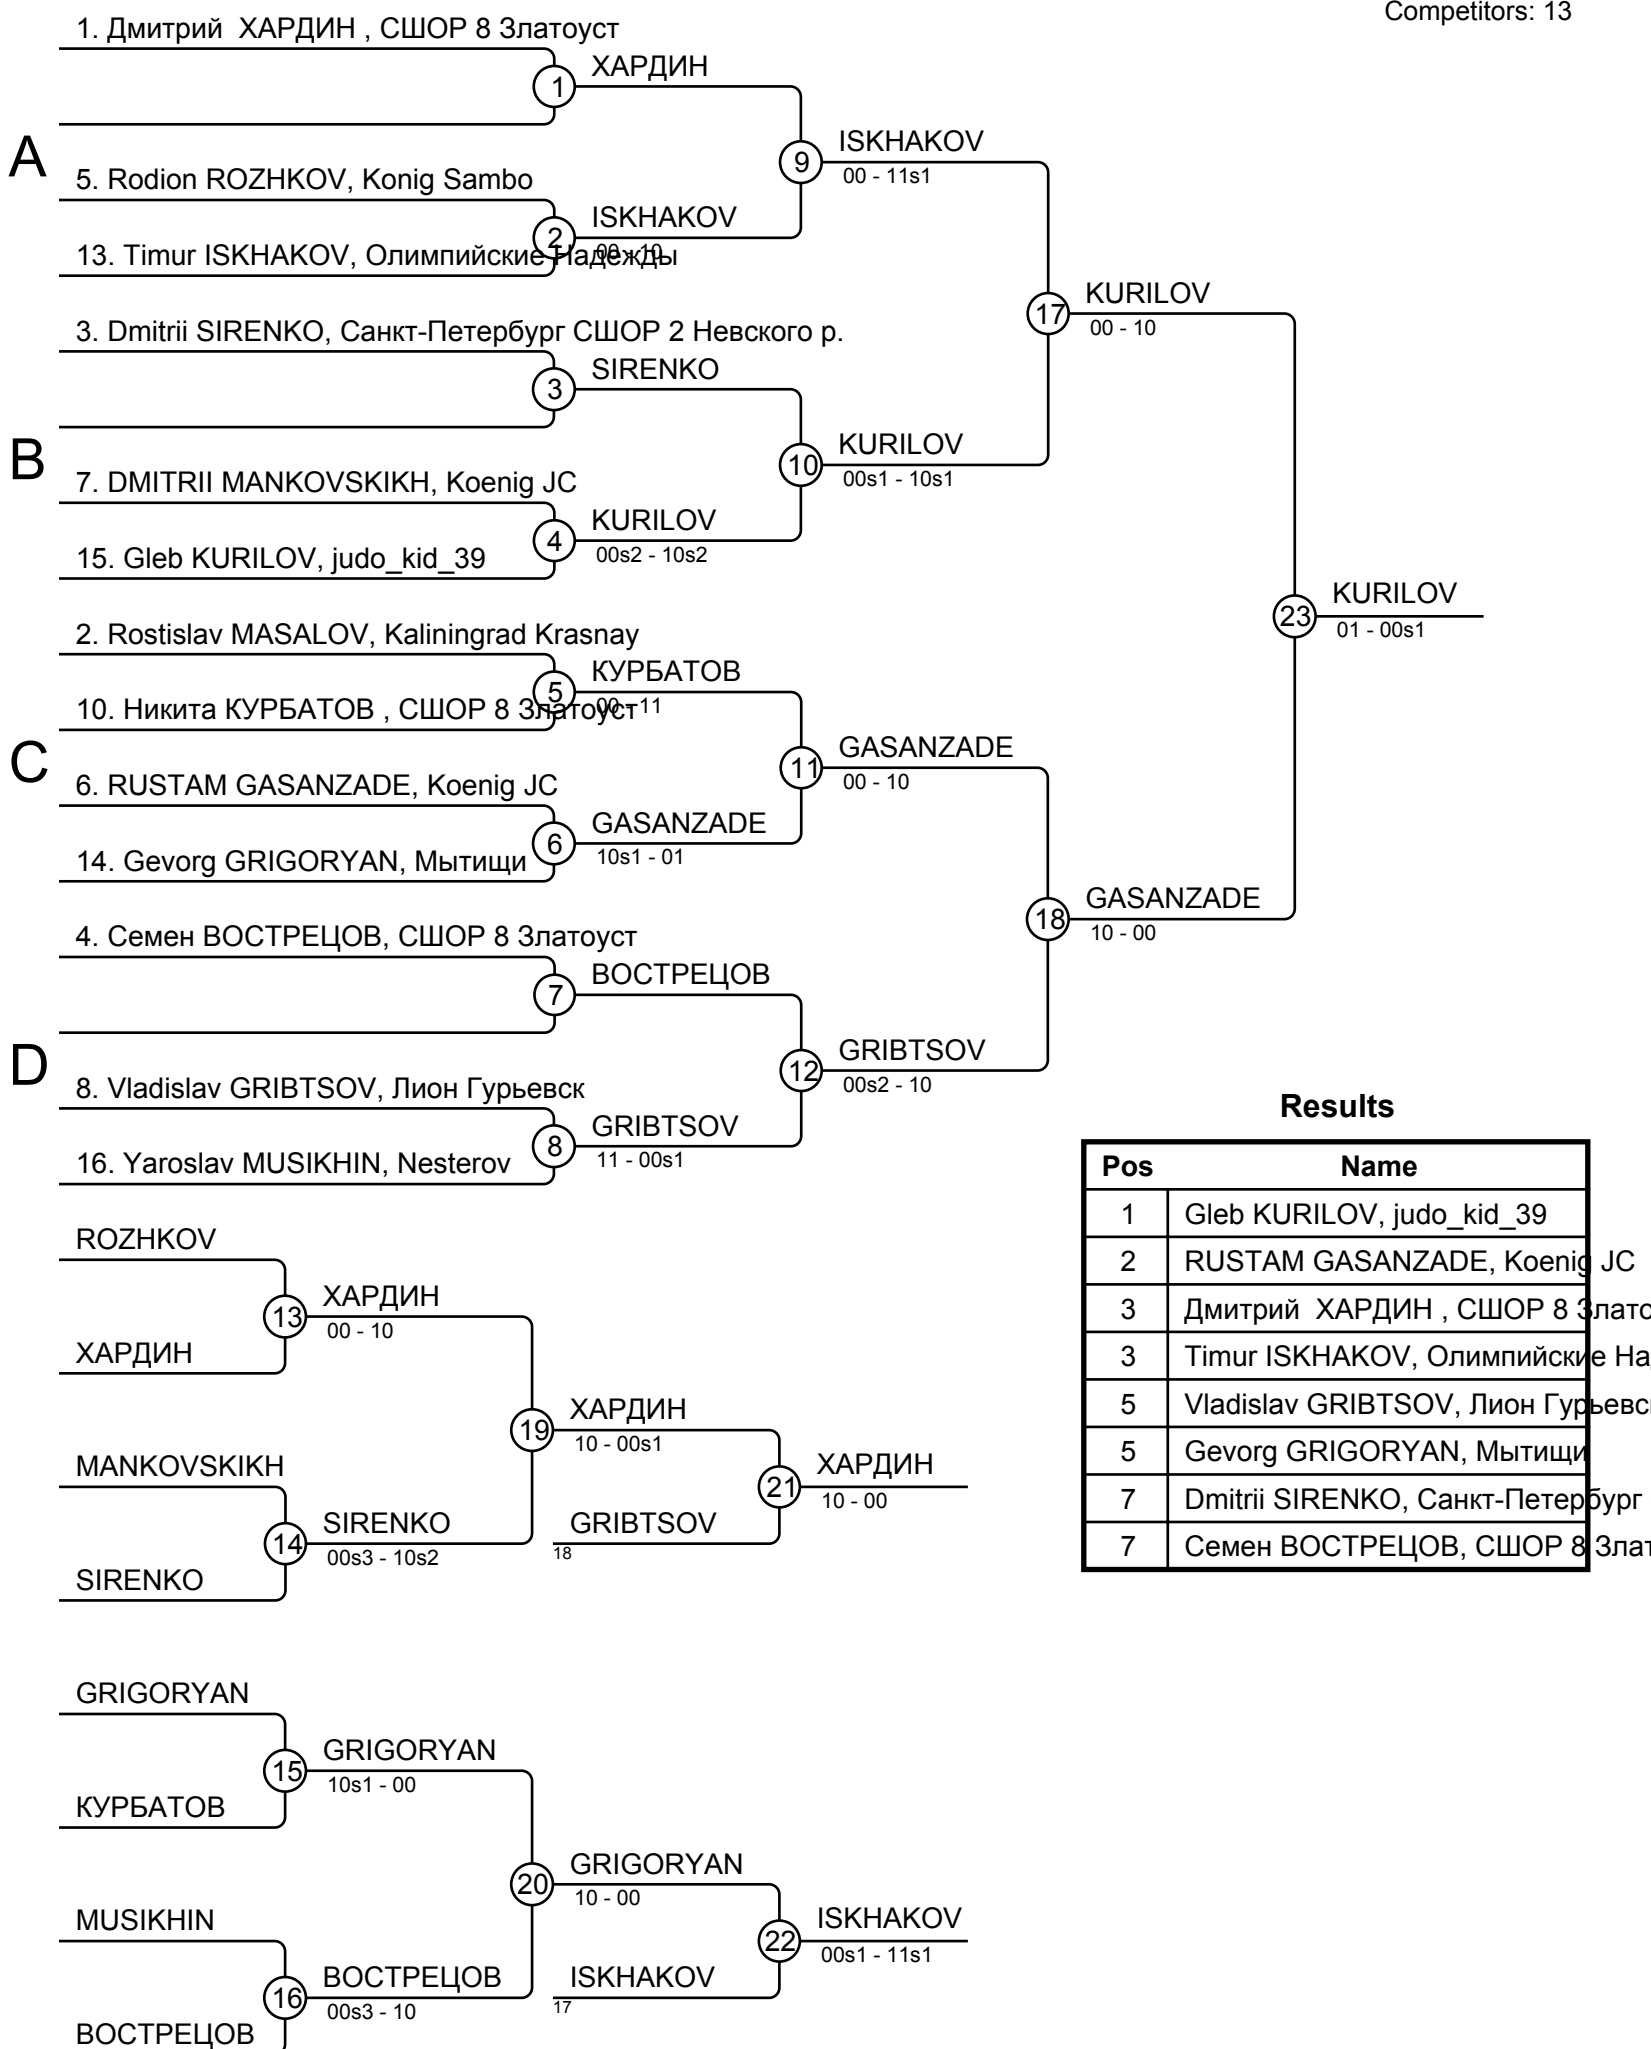 Competitors: 13
1. Дмитрий  ХАРДИН , СШОР 8 Златоуст
1
ХАРДИН
A
5. Rodion ROZHKOV, Konig Sambo
2
ISKHAKOV
00 - 10
13. Timur ISKHAKOV, Олимпийские Надежды
9
ISKHAKOV
00 - 11s1
3. Dmitrii SIRENKO, Санкт-Петербург СШОР 2 Невского р.
3
SIRENKO
B
7. DMITRII MANKOVSKIKH, Koenig JC
4
KURILOV
00s2 - 10s2
15. Gleb KURILOV, judo_kid_39
10
KURILOV
00s1 - 10s1
17
KURILOV
00 - 10
2. Rostislav MASALOV, Kaliningrad Krasnay
5
КУРБАТОВ
00 - 11
10. Никита КУРБАТОВ , СШОР 8 Златоуст
C
6. RUSTAM GASANZADE, Koenig JC
6
GASANZADE
10s1 - 01
14. Gevorg GRIGORYAN, Мытищи
11
GASANZADE
00 - 10
4. Семен ВОСТРЕЦОВ, СШОР 8 Златоуст
7
ВОСТРЕЦОВ
D
8. Vladislav GRIBTSOV, Лион Гурьевск
8
GRIBTSOV
11 - 00s1
16. Yaroslav MUSIKHIN, Nesterov
12
GRIBTSOV
00s2 - 10
18
GASANZADE
10 - 00
23
KURILOV
01 - 00s1
ROZHKOV
13
ХАРДИН
00 - 10
ХАРДИН
MANKOVSKIKH
14
SIRENKO
00s3 - 10s2
SIRENKO
19
ХАРДИН
10 - 00s1
GRIBTSOV
18
21
ХАРДИН
10 - 00
GRIGORYAN
15
GRIGORYAN
10s1 - 00
КУРБАТОВ
MUSIKHIN
16
ВОСТРЕЦОВ
00s3 - 10
ВОСТРЕЦОВ
20
GRIGORYAN
10 - 00
ISKHAKOV
17
22
ISKHAKOV
00s1 - 11s1
Results
Pos Name
1 Gleb KURILOV, judo_kid_39
2 RUSTAM GASANZADE, Koenig JC
3 Дмитрий  ХАРДИН , СШОР 8 Злато
3 Timur ISKHAKOV, Олимпийские На
5 Vladislav GRIBTSOV, Лион Гурьевс
5 Gevorg GRIGORYAN, Мытищи
7 Dmitrii SIRENKO, Санкт-Петербург
7 Семен ВОСТРЕЦОВ, СШОР 8 Злат